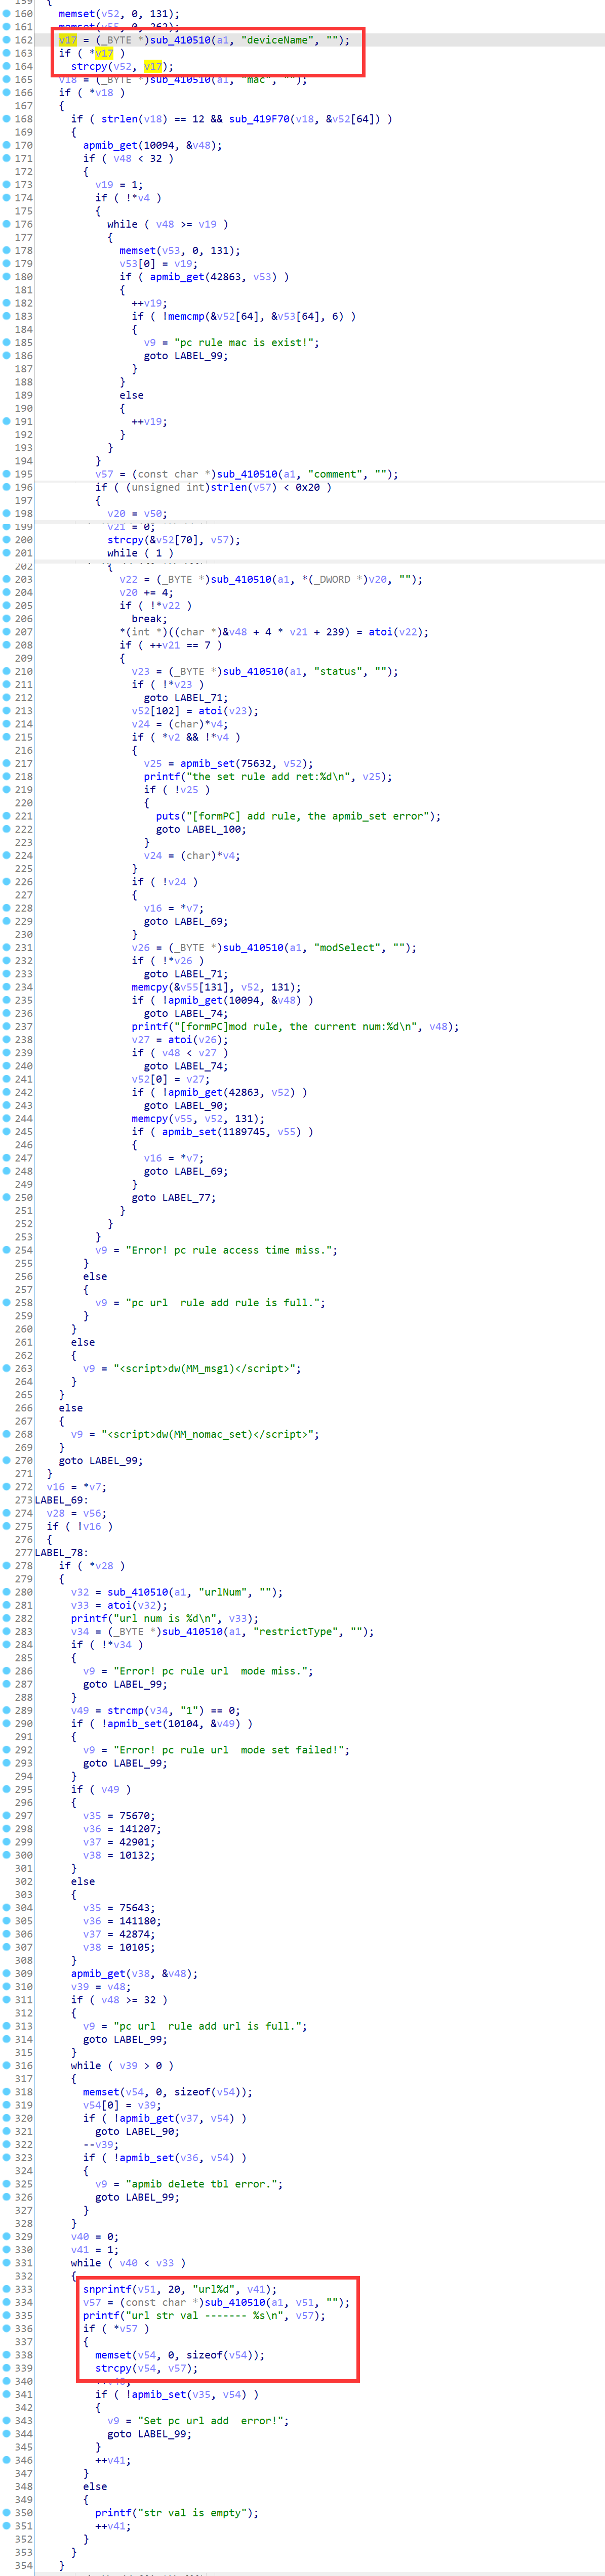 159 {
160 memset(v52, 0, 131);
161 memset(v55, 0, 262);
162 v17 = (_BYTE *)sub_410510(a1, "deviceName", "");
163 if ( *v17 )
164 strcpy(v52, v17);
165 v18 = (_BYTE *)sub_410510(a1, "mac", "");
166 if ( *v18 )
167 {
168 if ( strlen(v18) == 12 && sub_419F70(v18, &v52[64]) )
169 {
170 apmib_get(10094, &v48);
171 if ( v48 < 32 )
172 {
173 v19 = 1;
174 if ( !*v4 )
175 {
176 while ( v48 >= v19 )
177 {
178 memset(v53, 0, 131);
179 v53[0] = v19;
180 if ( apmib_get(42863, v53) )
181 {
182 ++v19;
183 if ( !memcmp(&v52[64], &v53[64], 6) )
184 {
185 v9 = "pc rule mac is exist!";
186 goto LABEL_99;
187 }
188 }
189 else
190 {
191 ++v19;
192 }
193 }
194 }
195 v57 = (const char *)sub_410510(a1, "comment", "");
196 if ( (unsigned int)strlen(v57) < 0x20 )
197 {
198 v20 = v50;
199 v21 = 0;
200 strcpy(&v52[70], v57);
201 while ( 1 )
202 {
203 v22 = (_BYTE *)sub_410510(a1, *(_DWORD *)v20, "");
204 v20 += 4;
205 if ( !*v22 )
206 break;
207 *(int *)((char *)&v48 + 4 * v21 + 239) = atoi(v22);
208 if ( ++v21 == 7 )
209 {
210 v23 = (_BYTE *)sub_410510(a1, "status", "");
211 if ( !*v23 )
212 goto LABEL_71;
213 v52[102] = atoi(v23);
214 v24 = (char)*v4;
215 if ( *v2 && !*v4 )
216 {
217 v25 = apmib_set(75632, v52);
218 printf("the set rule add ret:%d\n", v25);
219 if ( !v25 )
220 {
221 puts("[formPC] add rule, the apmib_set error");
222 goto LABEL_100;
223 }
224 v24 = (char)*v4;
225 }
226 if ( !v24 )
227 {
228 v16 = *v7;
229 goto LABEL_69;
230 }
231 v26 = (_BYTE *)sub_410510(a1, "modSelect", "");
232 if ( !*v26 )
233 goto LABEL_71;
234 memcpy(&v55[131], v52, 131);
235 if ( !apmib_get(10094, &v48) )
236 goto LABEL_74;
237 printf("[formPC]mod rule, the current num:%d\n", v48);
238 v27 = atoi(v26);
239 if ( v48 < v27 )
240 goto LABEL_74;
241 v52[0] = v27;
242 if ( !apmib_get(42863, v52) )
243 goto LABEL_90;
244 memcpy(v55, v52, 131);
245 if ( apmib_set(1189745, v55) )
246 {
247 v16 = *v7;
248 goto LABEL_69;
249 }
250 goto LABEL_77;
251 }
252 }
253 }
254 v9 = "Error! pc rule access time miss.";
255 }
256 else
257 {
258 v9 = "pc url  rule add rule is full.";
259 }
260 }
261 else
262 {
263 v9 = "<script>dw(MM_msg1)</script>";
264 }
265 }
266 else
267 {
268 v9 = "<script>dw(MM_nomac_set)</script>";
269 }
270 goto LABEL_99;
271 }
272 v16 = *v7;
273 LABEL_69:
274 v28 = v56;
275 if ( !v16 )
276 {
277 LABEL_78:
278 if ( *v28 )
279 {
280 v32 = sub_410510(a1, "urlNum", "");
281 v33 = atoi(v32);
282 printf("url num is %d\n", v33);
283 v34 = (_BYTE *)sub_410510(a1, "restrictType", "");
284 if ( !*v34 )
285 {
286 v9 = "Error! pc rule url  mode miss.";
287 goto LABEL_99;
288 }
289 v49 = strcmp(v34, "1") == 0;
290 if ( !apmib_set(10104, &v49) )
291 {
292 v9 = "Error! pc rule url  mode set failed!";
293 goto LABEL_99;
294 }
295 if ( v49 )
296 {
297 v35 = 75670;
298 v36 = 141207;
299 v37 = 42901;
300 v38 = 10132;
301 }
302 else
303 {
304 v35 = 75643;
305 v36 = 141180;
306 v37 = 42874;
307 v38 = 10105;
308 }
309 apmib_get(v38, &v48);
310 v39 = v48;
311 if ( v48 >= 32 )
312 {
313 v9 = "pc url  rule add url is full.";
314 goto LABEL_99;
315 }
316 while ( v39 > 0 )
317 {
318 memset(v54, 0, sizeof(v54));
319 v54[0] = v39;
320 if ( !apmib_get(v37, v54) )
321 goto LABEL_90;
322 --v39;
323 if ( !apmib_set(v36, v54) )
324 {
325 v9 = "apmib delete tbl error.";
326 goto LABEL_99;
327 }
328 }
329 v40 = 0;
330 v41 = 1;
331 while ( v40 < v33 )
332 {
333 snprintf(v51, 20, "url%d", v41);
334 v57 = (const char *)sub_410510(a1, v51, "");
335 printf("url str val ------- %s\n", v57);
336 if ( *v57 )
337 {
338 memset(v54, 0, sizeof(v54));
339 strcpy(v54, v57);
340 ++v40;
341 if ( !apmib_set(v35, v54) )
342 {
343 v9 = "Set pc url add  error!";
344 goto LABEL_99;
345 }
346 ++v41;
347 }
348 else
349 {
350 printf("str val is empty");
351 ++v41;
352 }
353 }
354 }